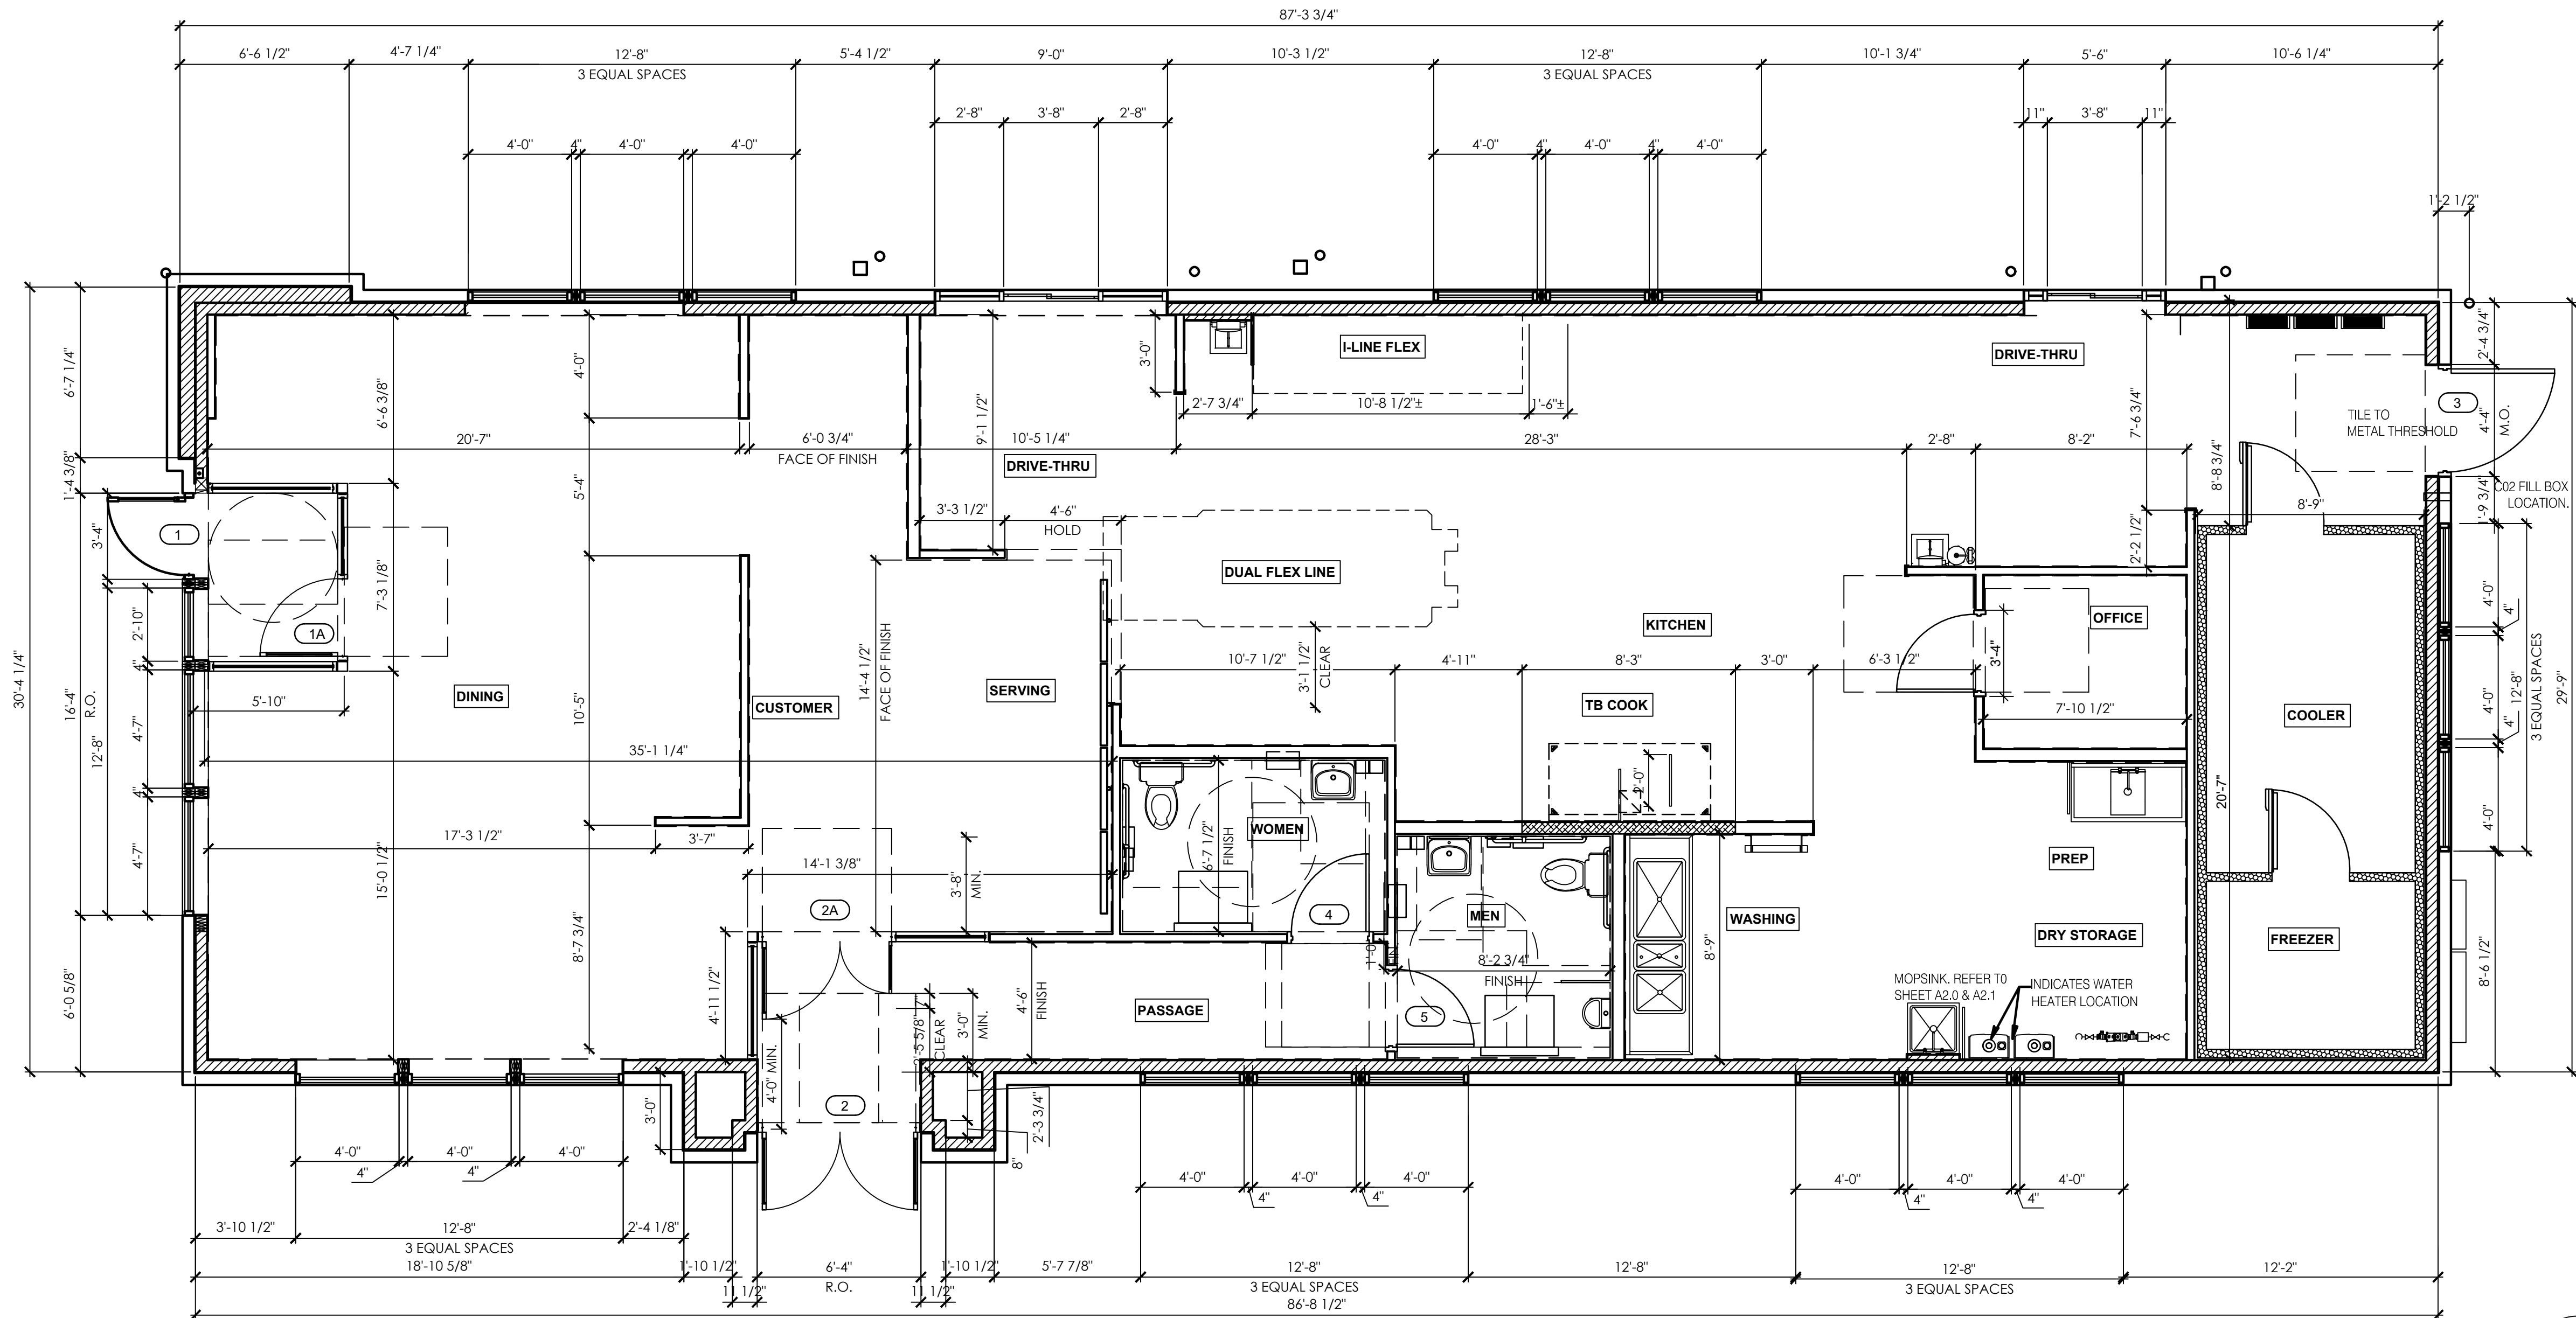 87'-3 3/4"
6'-6 1/2"
4'-7 1/4"
12'-8"
3 EQUAL SPACES
5'-4 1/2"
9'-0"
10'-3 1/2"
12'-8"
3 EQUAL SPACES
10'-1 3/4"
5'-6"
10'-6 1/4"
2'-8"
3'-8"
2'-8"
11"
3'-8"
11"
4'-0"
4"
4'-0"
4'-0"
4'-0"
4"
4'-0"
4"
4'-0"
1'-2 1/2"
30'-4 1/4"
6'-7 1/4"
1'-4 3/8"
3'-4"
16'-4"
R.O.
12'-8"
2'-10"
4"
4'-7"
4"
4'-7"
6'-0 5/8"
6'-6 3/8"
7'-3 1/8"
15'-0 1/2"
4'-0"
5'-4"
10'-5"
8'-7 3/4"
20'-7"
6'-0 3/4"
FACE OF FINISH
10'-5 1/4"
9'-1 1/2"
3'-0"
DRIVE-THRU
3'-3 1/2"
4'-6"
HOLD
I-LINE FLEX
2'-7 3/4"
10'-8 1/2"±
1'-6"±
28'-3"
2'-8"
8'-2"
DRIVE-THRU
7'-6 3/4"
2'-2 1/2"
8'-8 3/4"
TILE TO
METAL THRESHOLD
3
2'-4 3/4"
4'-4"
M.O.
1'-9 3/4"
C02 FILL BOX
LOCATION.
8'-9"
4'-0"
4"
4'-0"
4"
4'-0"
12'-8"
3 EQUAL SPACES
29'-9"
8'-6 1/2"
1
1A
5'-10"
DINING
35'-1 1/4"
17'-3 1/2"
3'-7"
CUSTOMER
14'-4 1/2"
FACE OF FINISH
SERVING
DUAL FLEX LINE
10'-7 1/2"
3'-1 1/2"
CLEAR
4'-11"
8'-3"
3'-0"
6'-3 1/2"
KITCHEN
TB COOK
2'-0"
OFFICE
3'-4"
7'-10 1/2"
COOLER
20'-7"
FREEZER
14'-1 3/8"
3'-8"
MIN.
2A
4'-11 1/2"
WOMEN
6'-7 1/2"
FINISH
4
MEN
1'-0"
8'-2 3/4"
FINISH
5
WASHING
8'-9"
PREP
DRY STORAGE
MOPSINK. REFER T0
SHEET A2.0 & A2.1
INDICATES WATER
HEATER LOCATION
PASSAGE
4'-6"
FINISH
CLEAR
3'-0"
MIN.
4'-0" MIN.
2
3'-0"
2'-3 3/4"
8"
4'-0"
4"
4'-0"
4"
4'-0"
4'-0"
4"
4'-0"
4"
4'-0"
4'-0"
4"
4'-0"
4"
4'-0"
3'-10 1/2"
12'-8"
3 EQUAL SPACES
2'-4 1/8"
18'-10 5/8"
1'-10 1/2"
11 1/2"
6'-4"
R.O.
11 1/2"
1'-10 1/2"
5'-7 7/8"
12'-8"
3 EQUAL SPACES
12'-8"
12'-8"
3 EQUAL SPACES
12'-2"
86'-8 1/2"